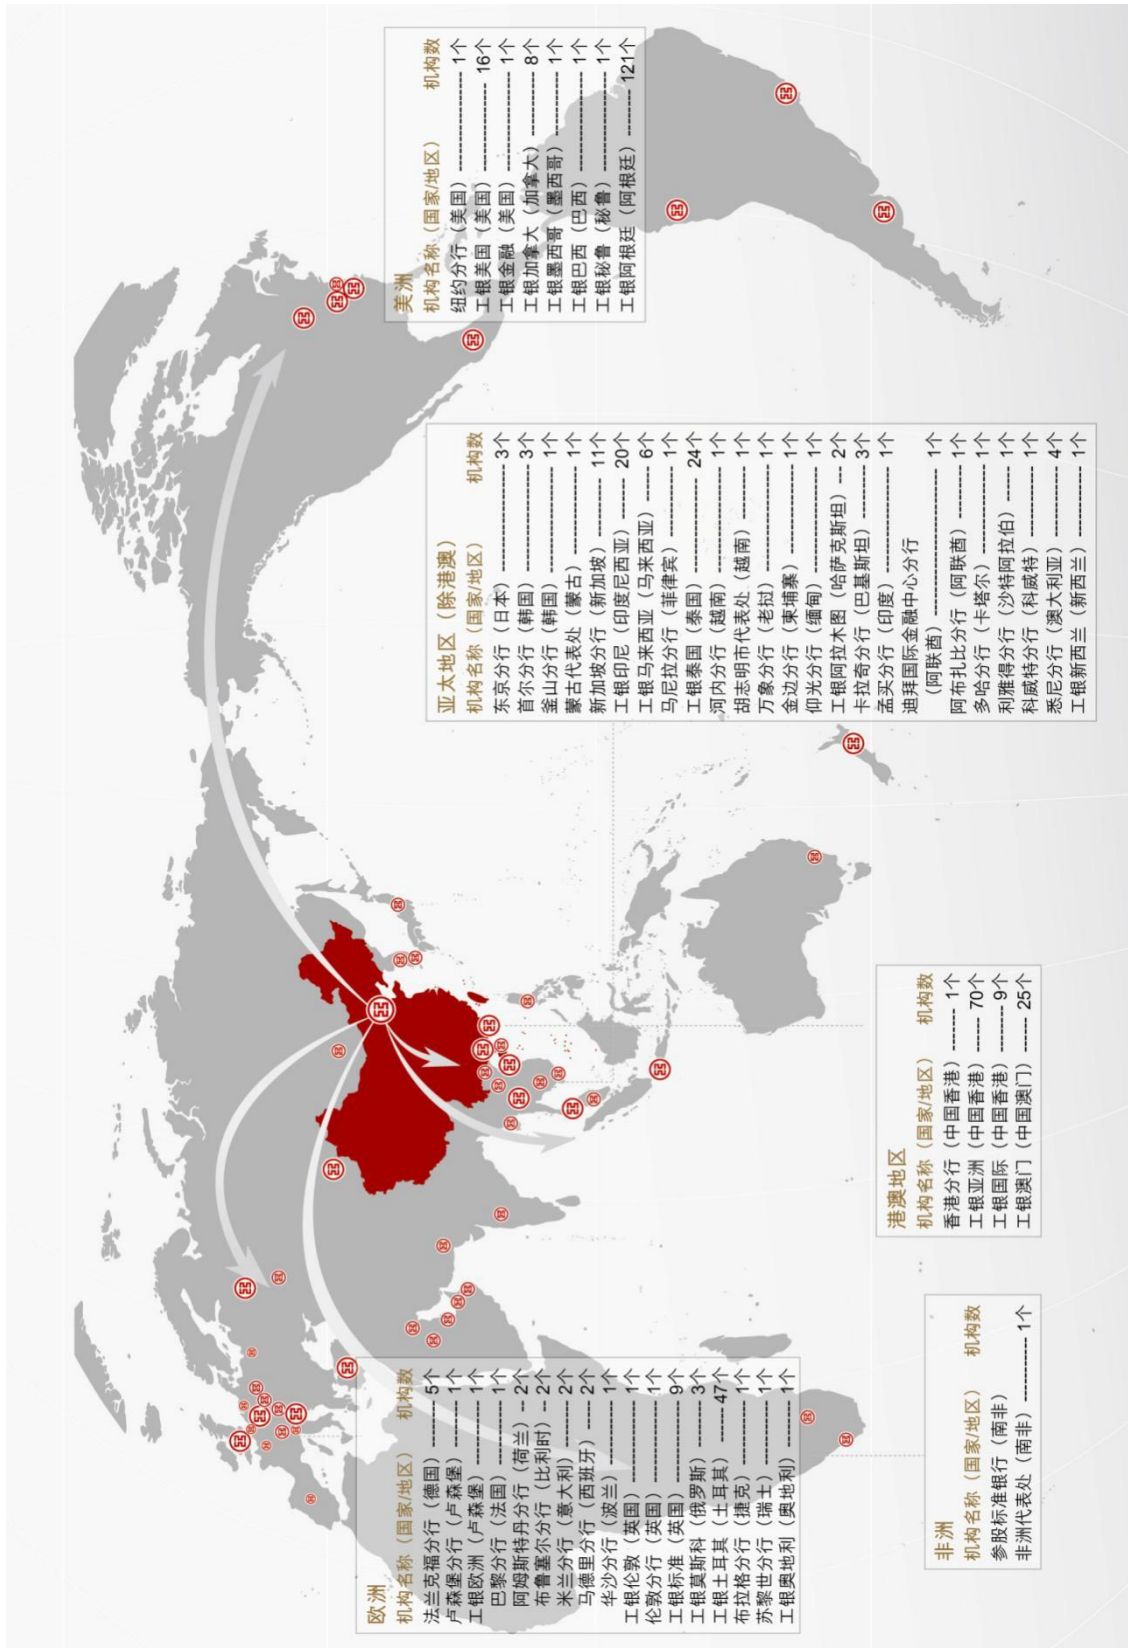 欧洲
机构名称（国家/地区） 机构数
法兰克福分行（德国）-------- 5个
卢森堡分行（卢森堡）-------- 1个
工银欧洲（卢森堡）---------- 1个
巴黎分行（法国）------------ 1个
阿姆斯特丹分行（荷兰）-- 2个
布鲁塞尔分行（比利时）-- 2个
米兰分行（意大利）---------- 2个
马德里分行（西班牙）------ 2个
华沙分行（波兰）------------ 1个
工银伦敦（英国）------------ 1个
伦敦分行（英国）------------ 1个
工银标准（英国）------------ 9个
工银莫斯科（俄罗斯）-------- 3个
工银土耳其（土耳其）------ 47个
布拉格分行（捷克）---------- 1个
苏黎世分行（瑞士）---------- 1个
工银奥地利（奥地利）-------- 1个
非洲
机构名称（国家/地区） 机构数
参股标准银行（南非）
非洲代表处（南非）---------- 1个
港澳地区
机构名称（国家/地区） 机构数
香港分行（中国香港）------ 1个
工银亚洲（中国香港）------ 70个
工银国际（中国香港）------ 9个
工银澳门（中国澳门）------ 25个
亚太地区（除港澳）
机构名称（国家/地区） 机构数
东京分行（日本）---------------- 3个
首尔分行（韩国）---------------- 3个
釜山分行（韩国）---------------- 1个
蒙古代表处（蒙古）-------------- 1个
新加坡分行（新加坡）---------- 11个
工银印尼（印度尼西亚）------ 20个
工银马来西亚（马来西亚）---- 6个
马尼拉分行（菲律宾）---------- 1个
工银泰国（泰国）-------------- 24个
河内分行（越南）---------------- 1个
胡志明市代表处（越南）-------- 1个
万象分行（老挝）---------------- 1个
金边分行（柬埔寨）-------------- 1个
仰光分行（缅甸）---------------- 1个
工银阿拉木图（哈萨克斯坦）--- 2个
卡拉奇分行（巴基斯坦）-------- 3个
孟买分行（印度）---------------- 1个
迪拜国际金融中心分行
（阿联酋）---------------------- 1个
阿布扎比分行（阿联酋）-------- 1个
多哈分行（卡塔尔）-------------- 1个
利雅得分行（沙特阿拉伯）------ 1个
科威特分行（科威特）---------- 1个
悉尼分行（澳大利亚）---------- 4个
工银新西兰（新西兰）---------- 1个
美洲
机构名称（国家/地区） 机构数
纽约分行（美国）---------------- 1个
工银美国（美国）-------------- 16个
工银金融（美国）---------------- 1个
工银加拿大（加拿大）---------- 8个
工银墨西哥（墨西哥）---------- 1个
工银巴西（巴西）---------------- 1个
工银秘鲁（秘鲁）---------------- 1个
工银阿根廷（阿根廷）-------- 121个